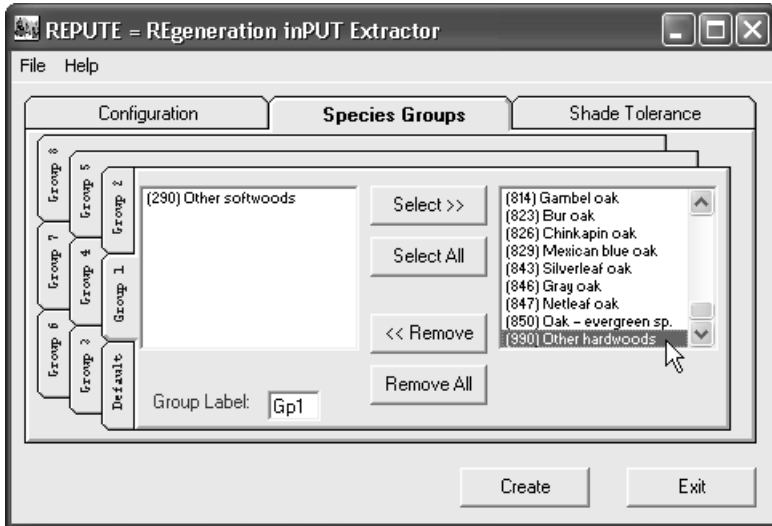 REPUTE = REgeneration inPUT Extractor
File Help
Configuration
Species Groups
Shade Tolerance
Group 8
Group 7
Group 6
Group 5
Group 4
Group 3
Group 2
Group 1
Default
(290) Other softwoods
Select >>
Select All
<< Remove
Remove All
(814) Gambel oak
(823) Bur oak
(826) Chinkapin oak
(829) Mexican blue oak
(843) Silverleaf oak
(846) Gray oak
(847) Netleaf oak
(850) Oak – evergreen sp.
(990) Other hardwoods
Group Label: Gp1
Create
Exit